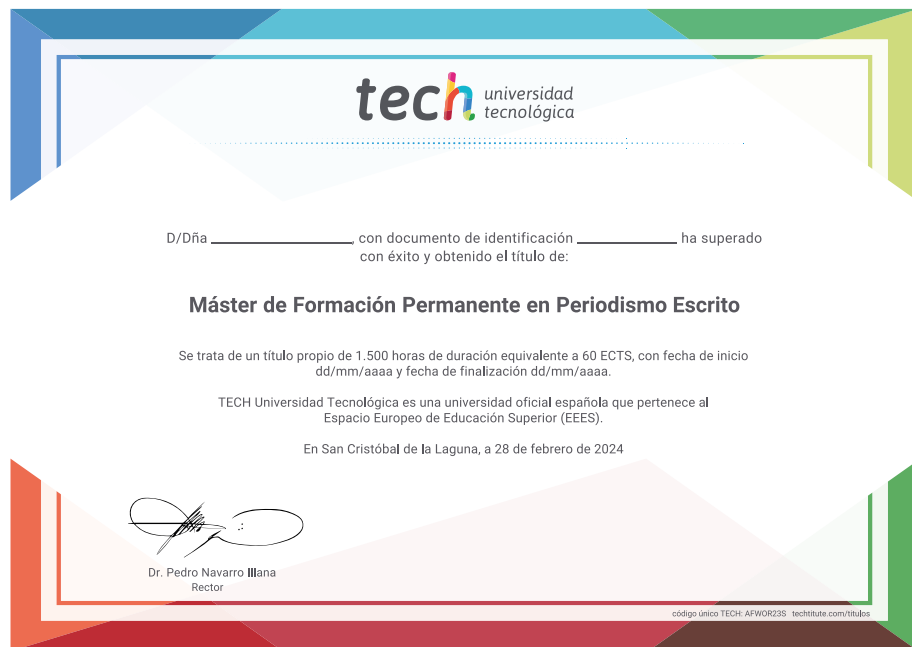 tech universidad
tecnológica
D/Dña ______________, con documento de identificación __________ ha superado
con éxito y obtenido el título de:
Máster de Formación Permanente en Periodismo Escrito
Se trata de un título propio de 1.500 horas de duración equivalente a 60 ECTS, con fecha de inicio
dd/mm/aaaa y fecha de finalización dd/mm/aaaa.
TECH Universidad Tecnológica es una universidad oficial española que pertenece al
Espacio Europeo de Educación Superior (EEES).
En San Cristóbal de la Laguna, a 28 de febrero de 2024
Dr. Pedro Navarro Illana
Rector
código único TECH: AFWOR23S techtitute.com/titulos